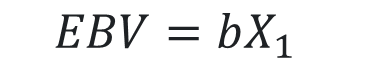 EBV = bX₁